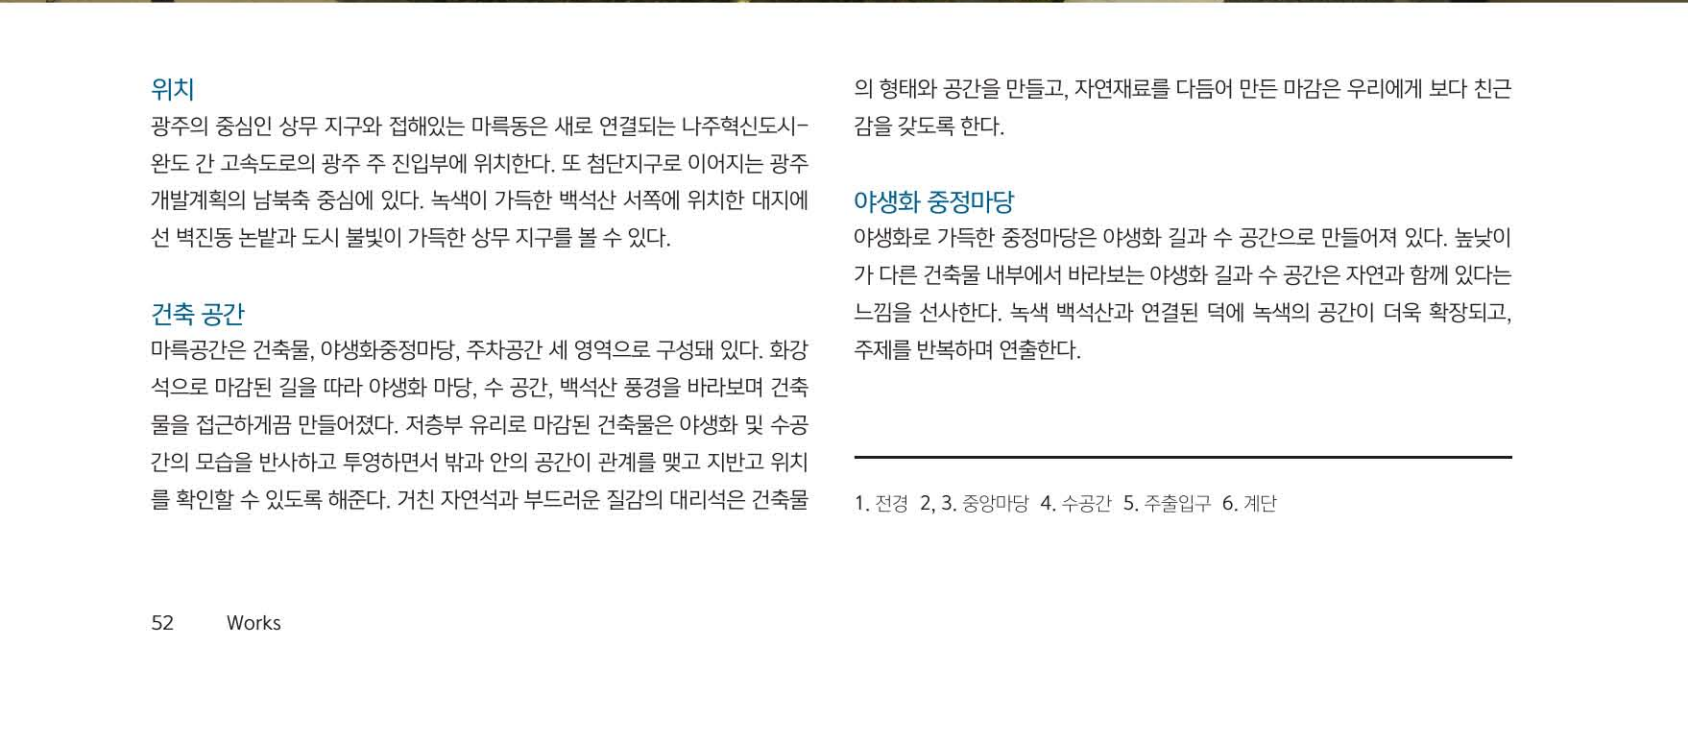 위치
광주의 중심인 상무 지구와 접해있는 마륵동은 새로 연결되는 나주혁신도시-
완도 간 고속도로의 광주 주 진입부에 위치한다. 또 첨단지구로 이어지는 광주
개발계획의 남북축 중심에 있다. 녹색이 가득한 백석산 서쪽에 위치한 대지에
선 벽진동 논밭과 도시 불빛이 가득한 상무 지구를 볼 수 있다.
건축 공간
마륵공간은 건축물, 야생화중정마당, 주차공간 세 영역으로 구성돼 있다. 화강
석으로 마감된 길을 따라 야생화 마당, 수 공간, 백석산 풍경을 바라보며 건축
물을 접근하게끔 만들어졌다. 저층부 유리로 마감된 건축물은 야생화 및 수공
간의 모습을 반사하고 투영하면서 밖과 안의 공간이 관계를 맺고 지반고 위치
를 확인할 수 있도록 해준다. 거친 자연석과 부드러운 질감의 대리석은 건축물
의 형태와 공간을 만들고, 자연재료를 다듬어 만든 마감은 우리에게 보다 친근
감을 갖도록 한다.
야생화 중정마당
야생화로 가득한 중정마당은 야생화 길과 수 공간으로 만들어져 있다. 높낮이
가 다른 건축물 내부에서 바라보는 야생화 길과 수 공간은 자연과 함께 있다는
느낌을 선사한다. 녹색 백석산과 연결된 덕에 녹색의 공간이 더욱 확장되고,
주제를 반복하며 연출한다.
1. 전경 2, 3. 중앙마당 4. 수공간 5. 주출입구 6. 계단
52 Works